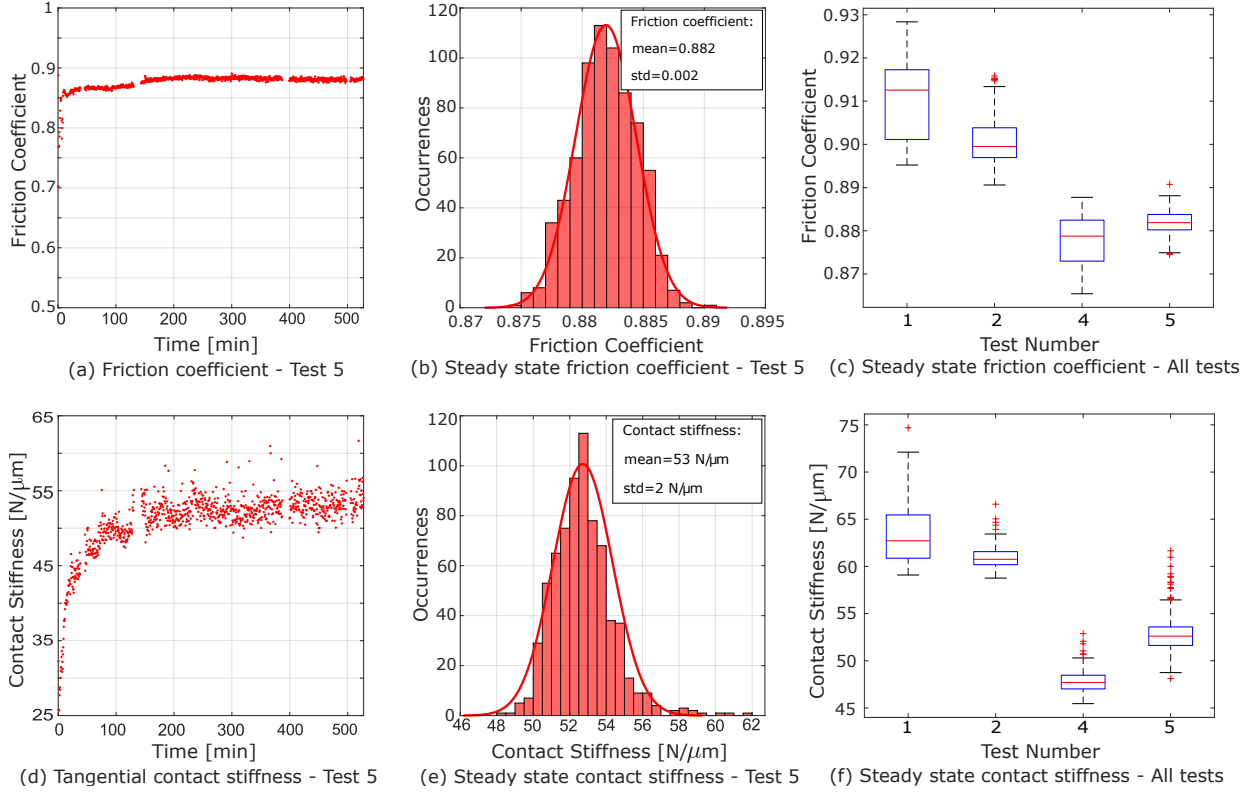 Friction Coefficient
1
0.9
0.8
0.7
0.6
0.5
0 100 200 300 400 500
Time [min]
(a) Friction coefficient - Test 5
Occurrences
120
100
80
60
40
20
0
0.87 0.875 0.88 0.885 0.89 0.895
Friction Coefficient
Friction coefficient:
mean=0.882
std=0.002
(b) Steady state friction coefficient - Test 5
Friction Coefficient
0.93
0.92
0.91
0.90
0.89
0.88
0.87
1 2 4 5
Test Number
(c) Steady state friction coefficient - All tests
Contact Stiffness [N/μm]
65
55
45
35
25
0 100 200 300 400 500
Time [min]
(d) Tangential contact stiffness - Test 5
Occurrences
120
100
80
60
40
20
0
46 48 50 52 54 56 58 60 62
Contact Stiffness [N/μm]
Contact stiffness:
mean=53 N/μm
std=2 N/μm
(e) Steady state contact stiffness - Test 5
Contact Stiffness [N/μm]
75
70
65
60
55
50
45
1 2 4 5
Test Number
(f) Steady state contact stiffness - All tests